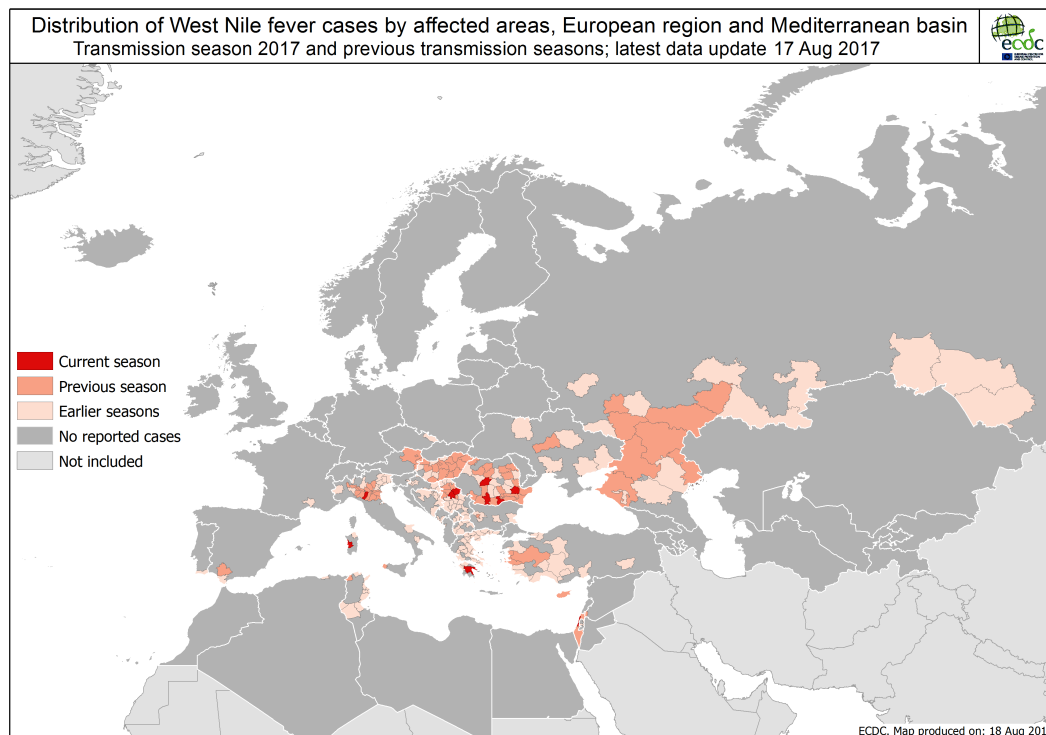 Distribution of West Nile fever cases by affected areas, European region and Mediterranean basin
Transmission season 2017 and previous transmission seasons; latest data update 17 Aug 2017
ecdc
Current season
Previous season
Earlier seasons
No reported cases
Not included
ECDC. Map produced on: 18 Aug 201